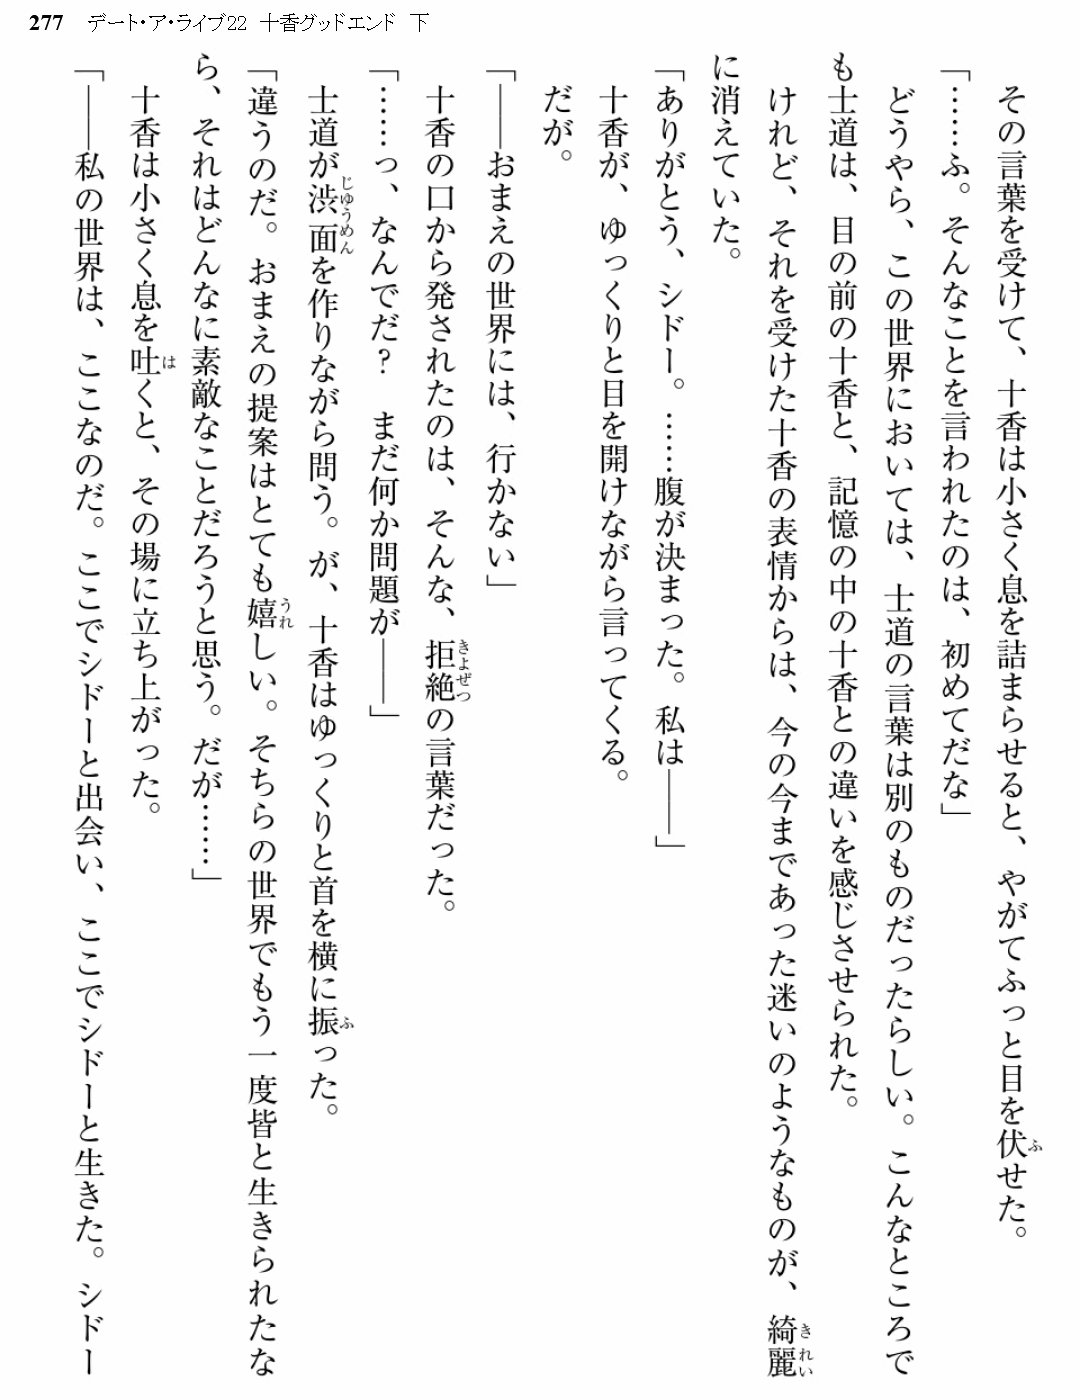 277 デート・ア・ライブ22 十香グッドエンド 下
その言葉を受けて、十香は小さく息を詰まらせると、やがてふっと目を伏せた。
「……ふ。そんなことを言われたのは、初めてだな」
どうやら、この世界においては、士道の言葉は別のものだったらしい。こんなところで
も士道は、目の前の十香と、記憶の中の十香との違いを感じさせられた。
けれど、それを受けた十香の表情からは、今の今まであった迷いのようなものが、綺麗
に消えていた。
「ありがとう、シドー。……腹が決まった。私は――」
十香が、ゆっくりと目を開けながら言ってくる。
だが。
「――おまえの世界には、行かない」
十香の口から発されたのは、そんな、拒絶の言葉だった。
「……っ、なんでだ? まだ何か問題が――」
士道が渋面を作りながら問う。が、十香はゆっくりと首を横に振った。
「違うのだ。おまえの提案はとても嬉しい。そちらの世界でもう一度皆と生きられたな
ら、それはどんなに素敵なことだろうと思う。だが……」
十香は小さく息を吐くと、その場に立ち上がった。
「――私の世界は、ここなのだ。ここでシドーと出会い、ここでシドーと生きた。シドー